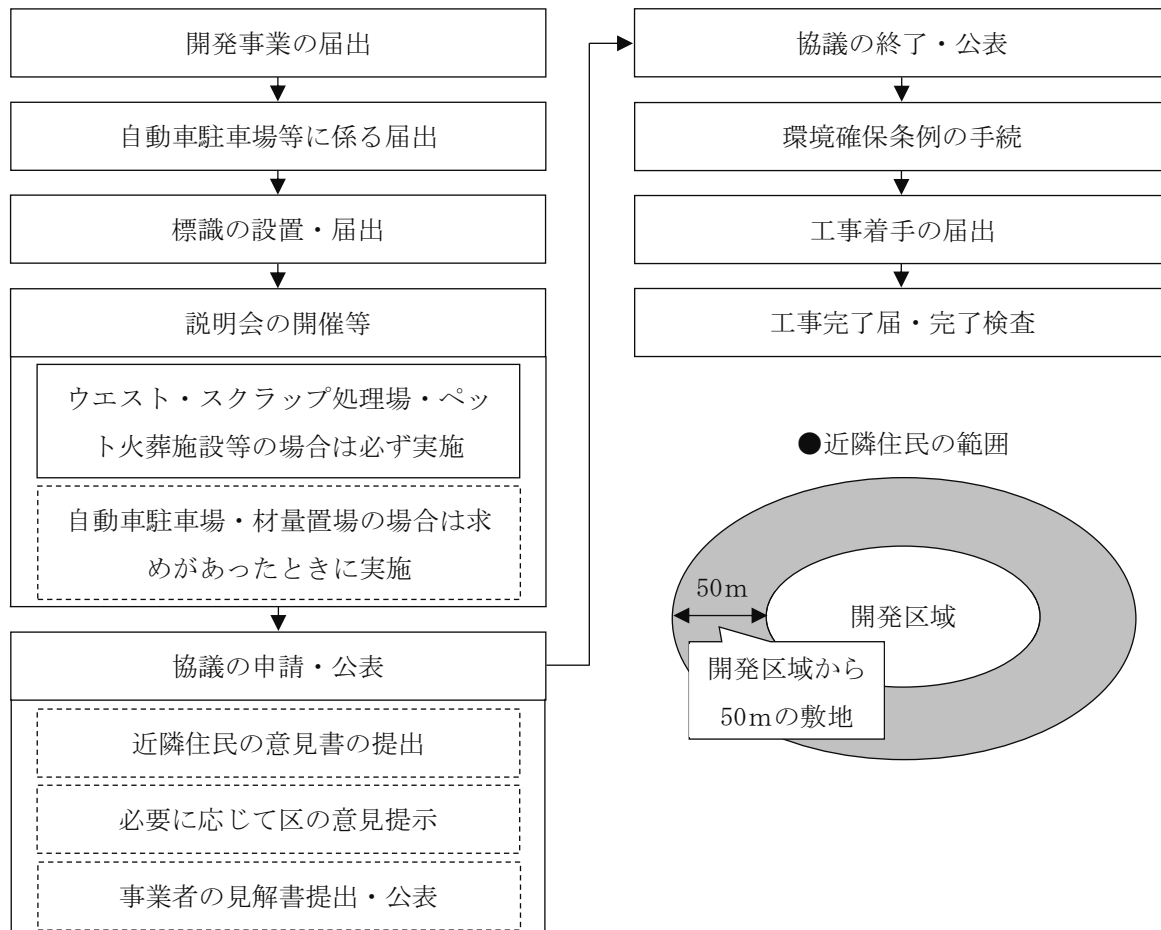 開発事業の届出
自動車駐車場等に係る届出
標識の設置・届出
説明会の開催等
ウエスト・スクラップ処理場・ペッ
ト火葬施設等の場合は必ず実施
自動車駐車場・材量置場の場合は求
めがあったときに実施
協議の申請・公表
近隣住民の意見書の提出
必要に応じて区の意見提示
事業者の見解書提出・公表
協議の終了・公表
環境確保条例の手続
工事着手の届出
工事完了届・完了検査
●近隣住民の範囲
50m
開発区域
開発区域から
50mの敷地